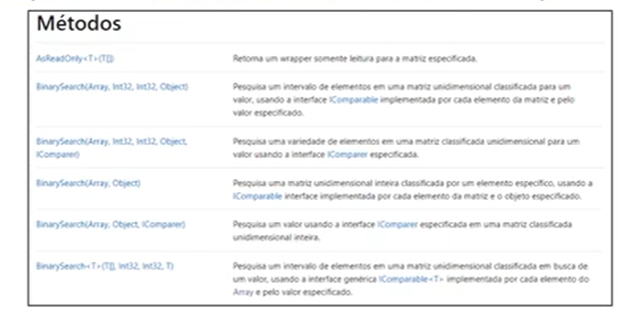 Métodos
AsReadOnly<T>(T[])
Retorna um wrapper somente leitura para a matriz especificada.
BinarySearch(Array, Int32, Int32, Object)
Pesquisa um intervalo de elementos em uma matriz unidimensional classificada para um
valor, usando a interface IComparable implementada por cada elemento da matriz e pelo
valor especificado.
BinarySearch(Array, Int32, Int32, Object,
IComparer)
Pesquisa uma variedade de elementos em uma matriz classificada unidimensional para um
valor usando a interface IComparer especificada.
BinarySearch(Array, Object)
Pesquisa uma matriz unidimensional inteira classificada por um elemento específico, usando a
IComparable interface implementada por cada elemento da matriz e o objeto especificado.
BinarySearch(Array, Object, IComparer)
Pesquisa um valor usando a interface IComparer especificada em uma matriz classificada
unidimensional inteira.
BinarySearch<T>(T[], Int32, Int32, T)
Pesquisa um intervalo de elementos em uma matriz unidimensional classificada em busca de
um valor, usando a interface genérica IComparable<T> implementada por cada elemento do
Array e pelo valor especificado.